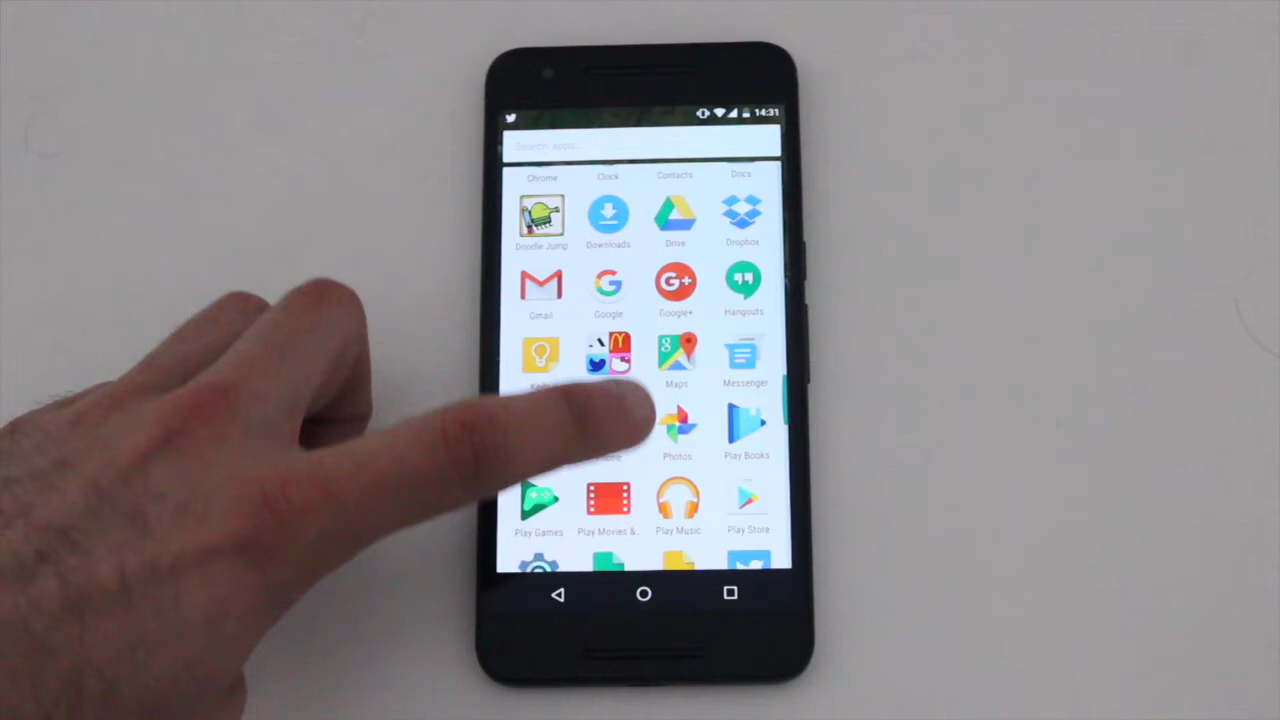 14:31
Search apps...
Chrome Clock Contacts Docs
Doodle Jump Downloads Drive Dropbox
Gmail Google Google+ Hangouts
Maps Messenger
Photos Play Books
Play Games Play Movies &.. Play Music Play Store